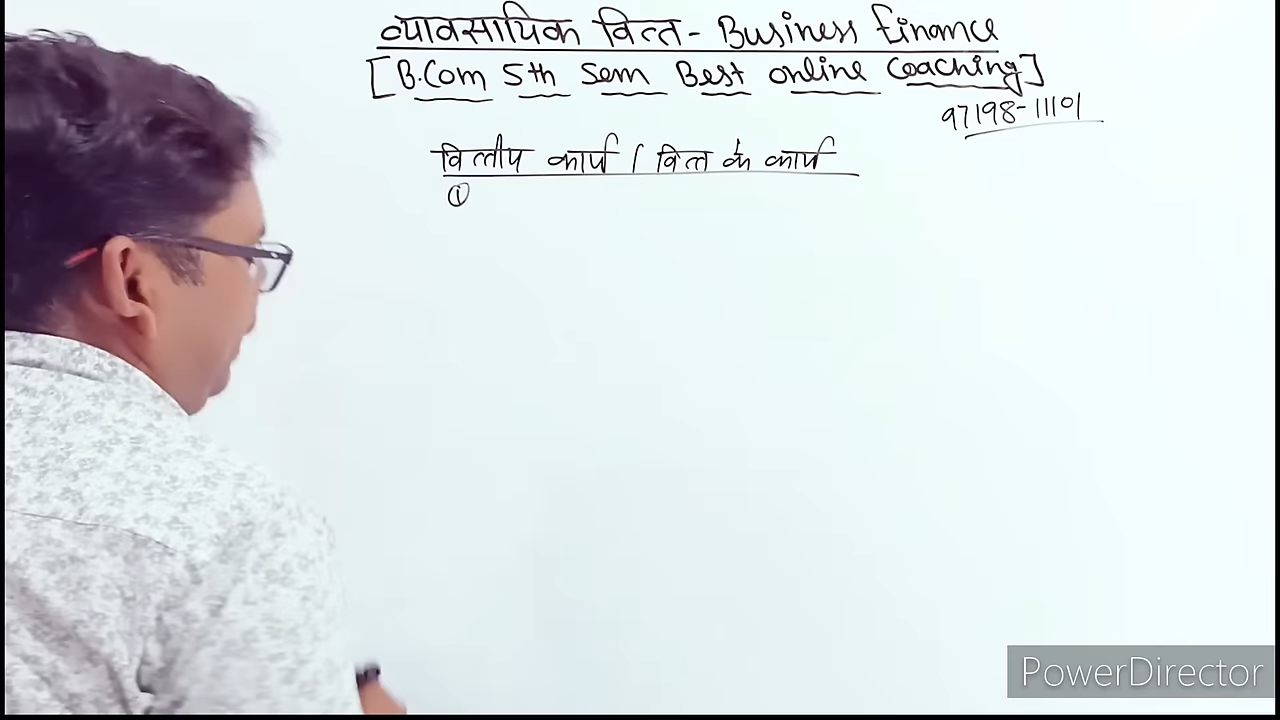 व्यावसायिक वित्त - Business Finance
[B.Com 5th Sem Best online Coaching]
97198-11101
वित्तीय कार्य / वित्त के कार्य
①
PowerDirector